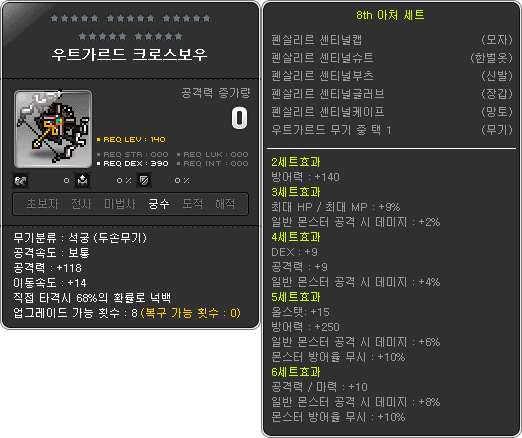 우트가르드 크로스보우
공격력 증가량
0
REQ LEV : 140
REQ STR : 000
REQ LUK : 000
REQ DEX : 390
REQ INT : 000
0
0 %
0 %
초보자 전사 마법사 궁수 도적 해적
무기분류 : 석궁 (두손무기)
공격속도 : 보통
공격력 : +118
이동속도 : +14
직접 타격시 68%의 확률로 넉백
업그레이드 가능 횟수 : 8 (복구 가능 횟수 : 0)
8th 아처 세트
펜살리르 센티널캡 (모자)
펜살리르 센티널슈트 (한벌옷)
펜살리르 센티널부츠 (신발)
펜살리르 센티널글러브 (장갑)
펜살리르 센티널케이프 (망토)
우트가르드 무기 중 택 1 (무기)
2세트효과
방어력 : +140
3세트효과
최대 HP / 최대 MP : +9%
일반 몬스터 공격 시 데미지 : +2%
4세트효과
DEX : +9
공격력 : +9
일반 몬스터 공격 시 데미지 : +4%
5세트효과
올스탯: +15
방어력 : +250
일반 몬스터 공격 시 데미지 : +6%
몬스터 방어율 무시 : +10%
6세트효과
공격력 / 마력 : +10
일반 몬스터 공격 시 데미지 : +8%
몬스터 방어율 무시 : +10%